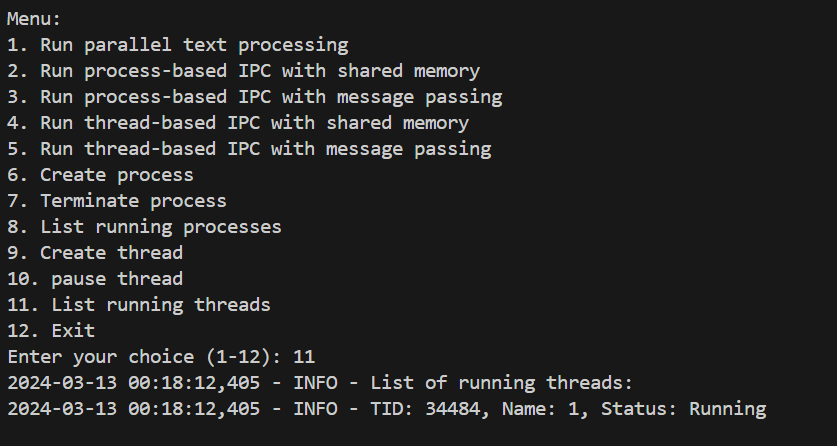 Menu:
1. Run parallel text processing
2. Run process-based IPC with shared memory
3. Run process-based IPC with message passing
4. Run thread-based IPC with shared memory
5. Run thread-based IPC with message passing
6. Create process
7. Terminate process
8. List running processes
9. Create thread
10. pause thread
11. List running threads
12. Exit
Enter your choice (1-12): 11
2024-03-13 00:18:12,405 - INFO - List of running threads:
2024-03-13 00:18:12,405 - INFO - TID: 34484, Name: 1, Status: Running